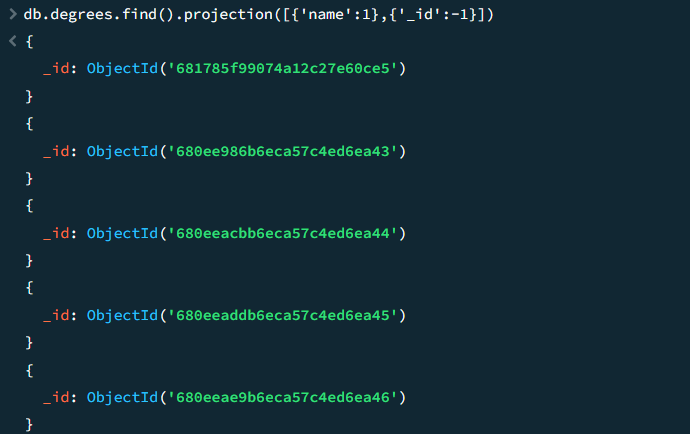 > db.degrees.find().projection([{'name':1},{'_id':-1}])
< {
_id: ObjectId('681785f99074a12c27e60ce5')
}
{
_id: ObjectId('680ee986b6eca57c4ed6ea43')
}
{
_id: ObjectId('680eeacbb6eca57c4ed6ea44')
}
{
_id: ObjectId('680eeaddb6eca57c4ed6ea45')
}
{
_id: ObjectId('680eeae9b6eca57c4ed6ea46')
}